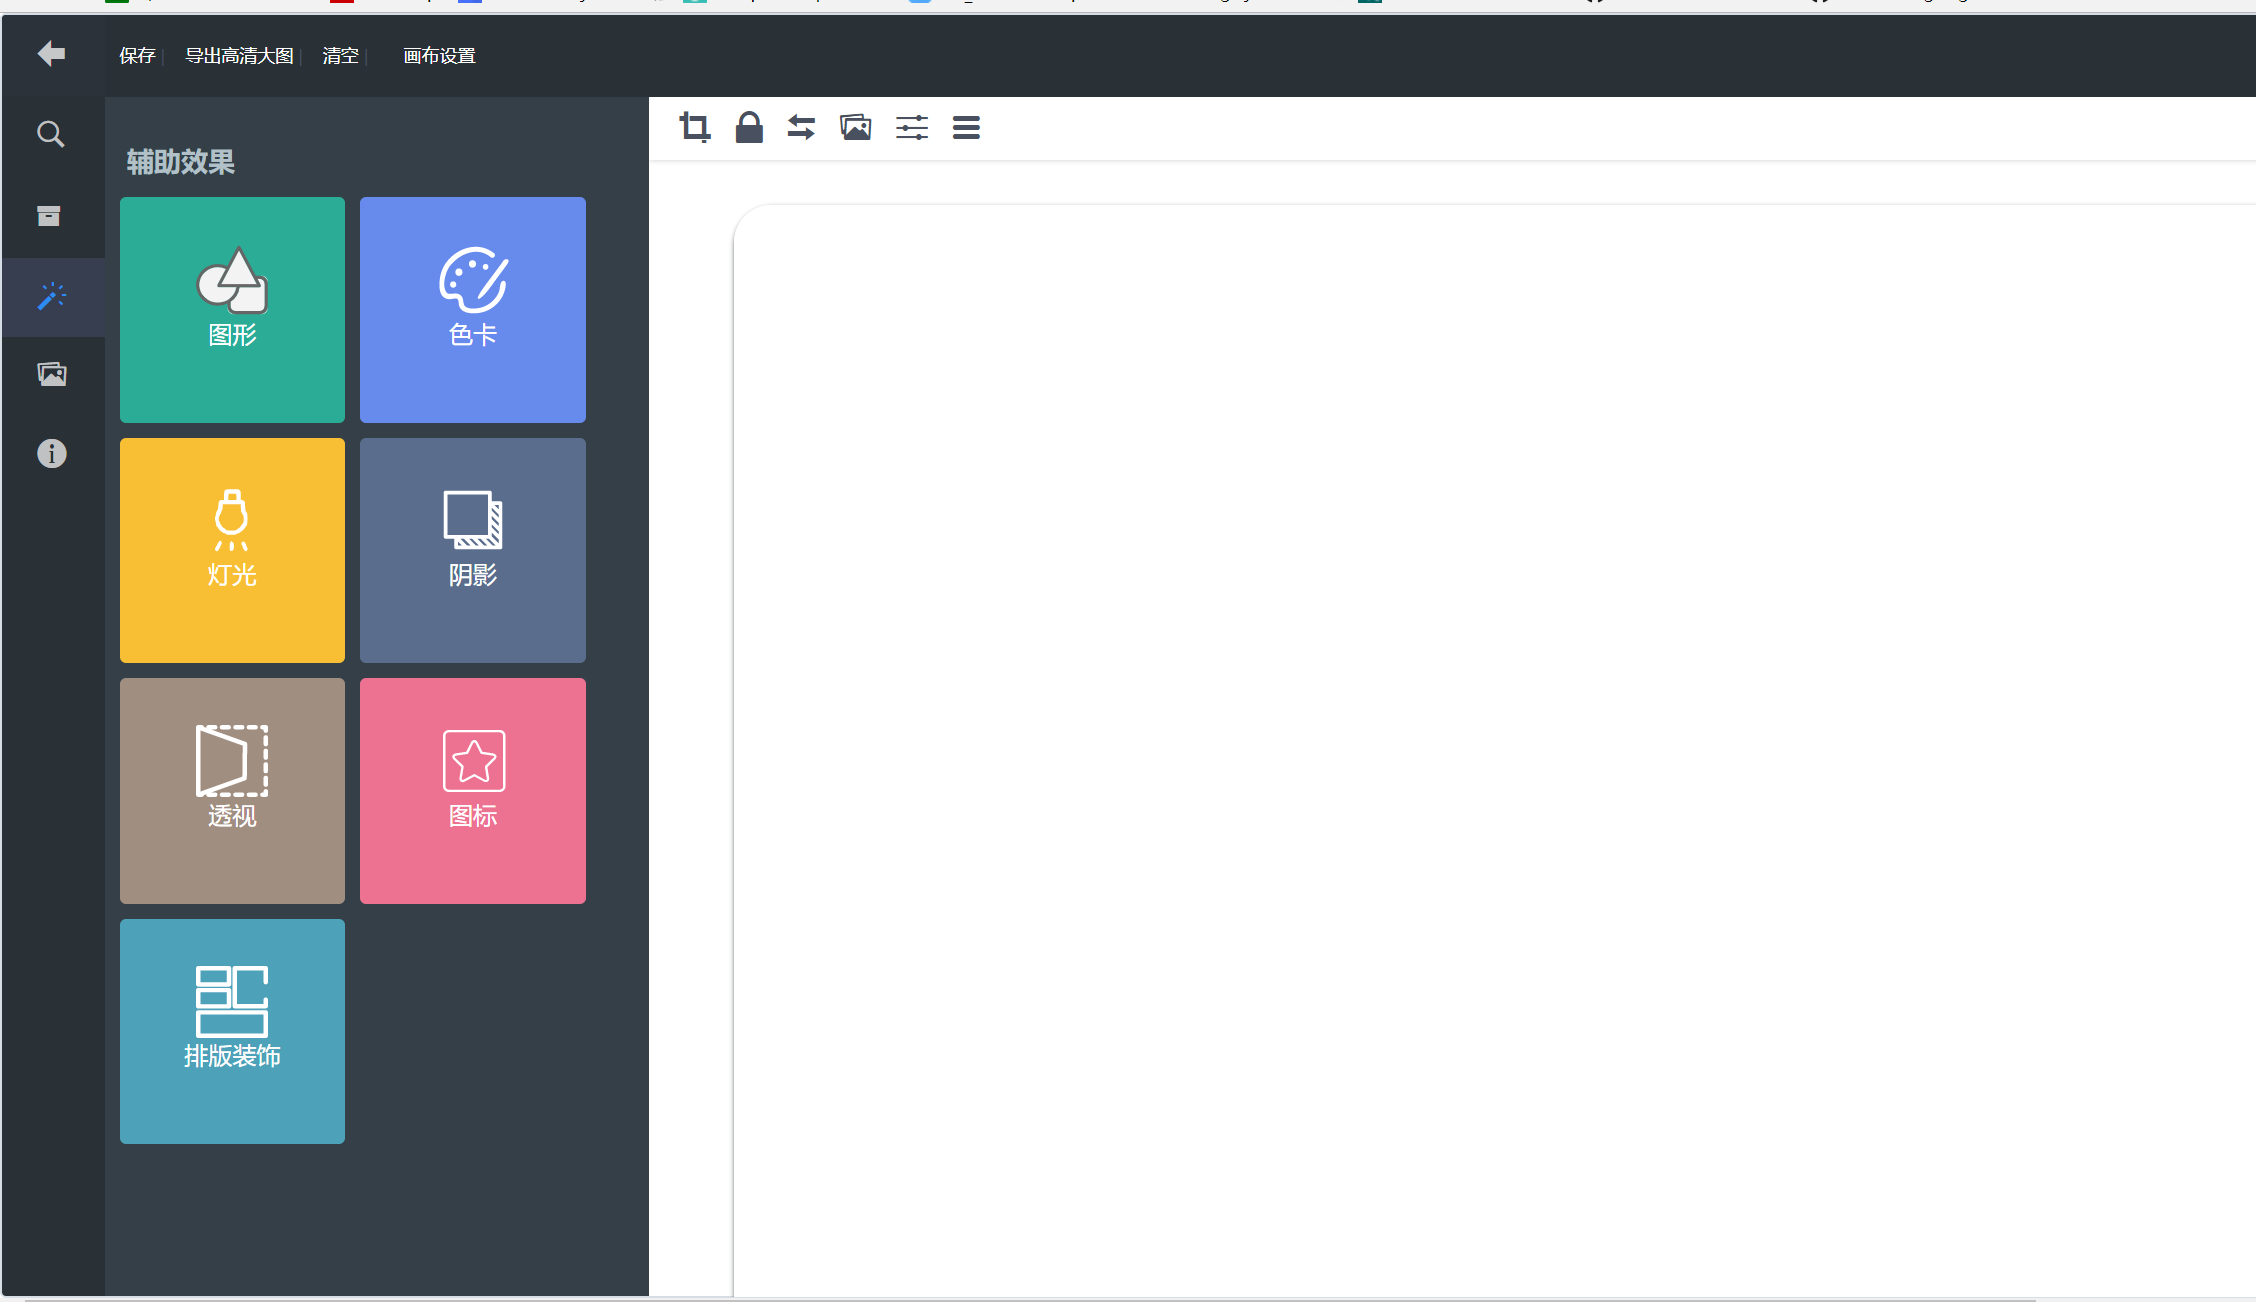 保存 | 导出高清大图 | 清空 | 画布设置
辅助效果
图形 色卡
灯光 阴影
透视 图标
排版装饰